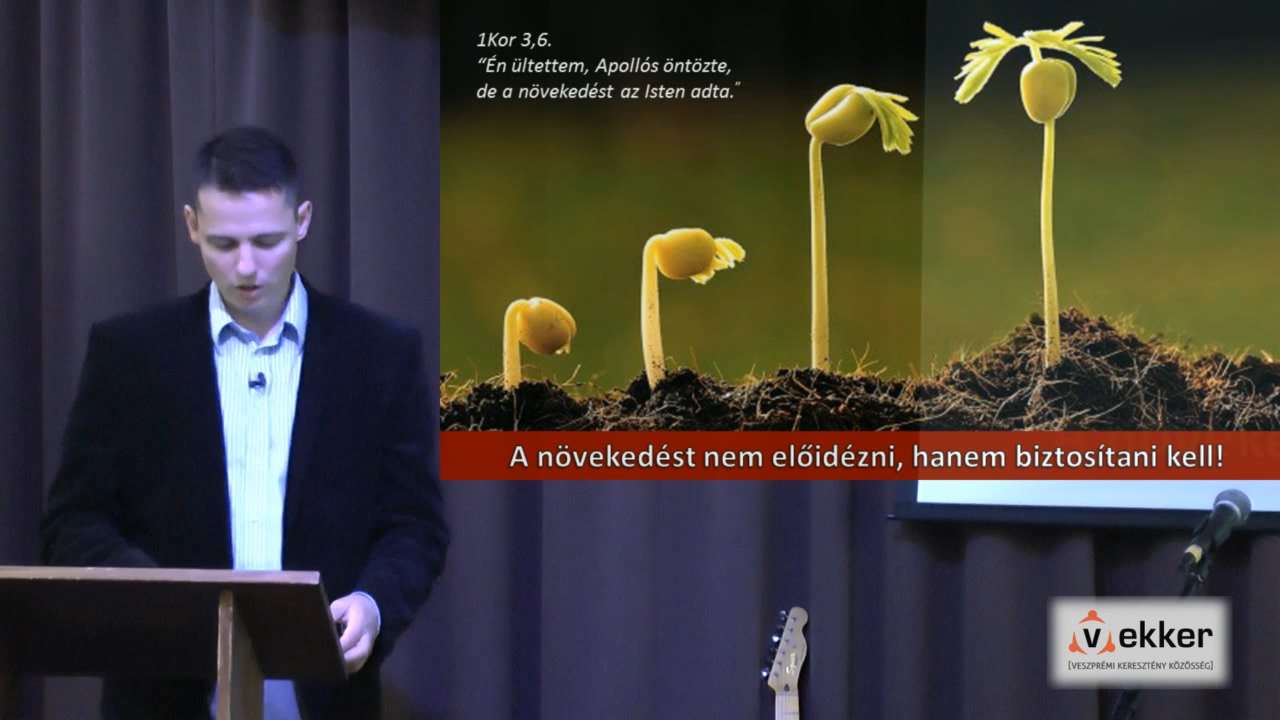 1Kor 3,6.
“Én ültettem, Apollós öntözte,
de a növekedést az Isten adta.”
A növekedést nem előidézni, hanem biztosítani kell!
vekker
[VESZPRÉMI KERESZTÉNY KÖZÖSSÉG]